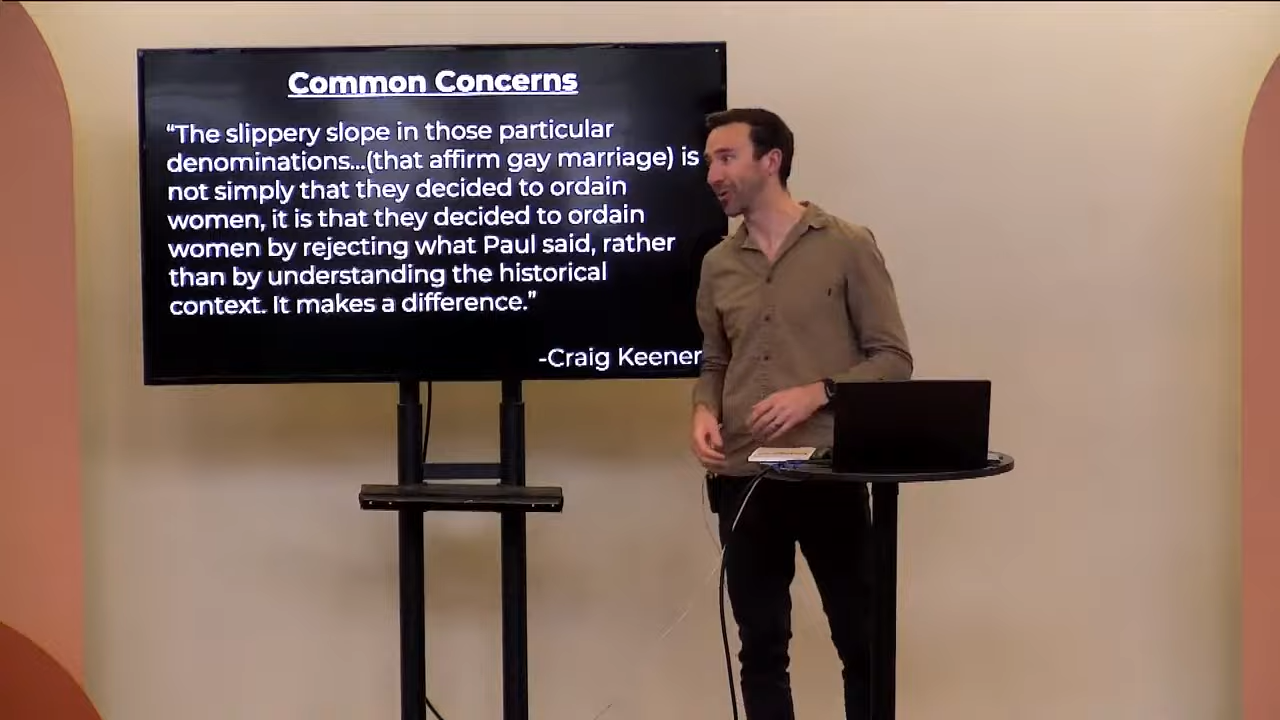 Common Concerns
“The slippery slope in those particular
denominations...(that affirm gay marriage) is
not simply that they decided to ordain
women, it is that they decided to ordain
women by rejecting what Paul said, rather
than by understanding the historical
context. It makes a difference.”
-Craig Keener